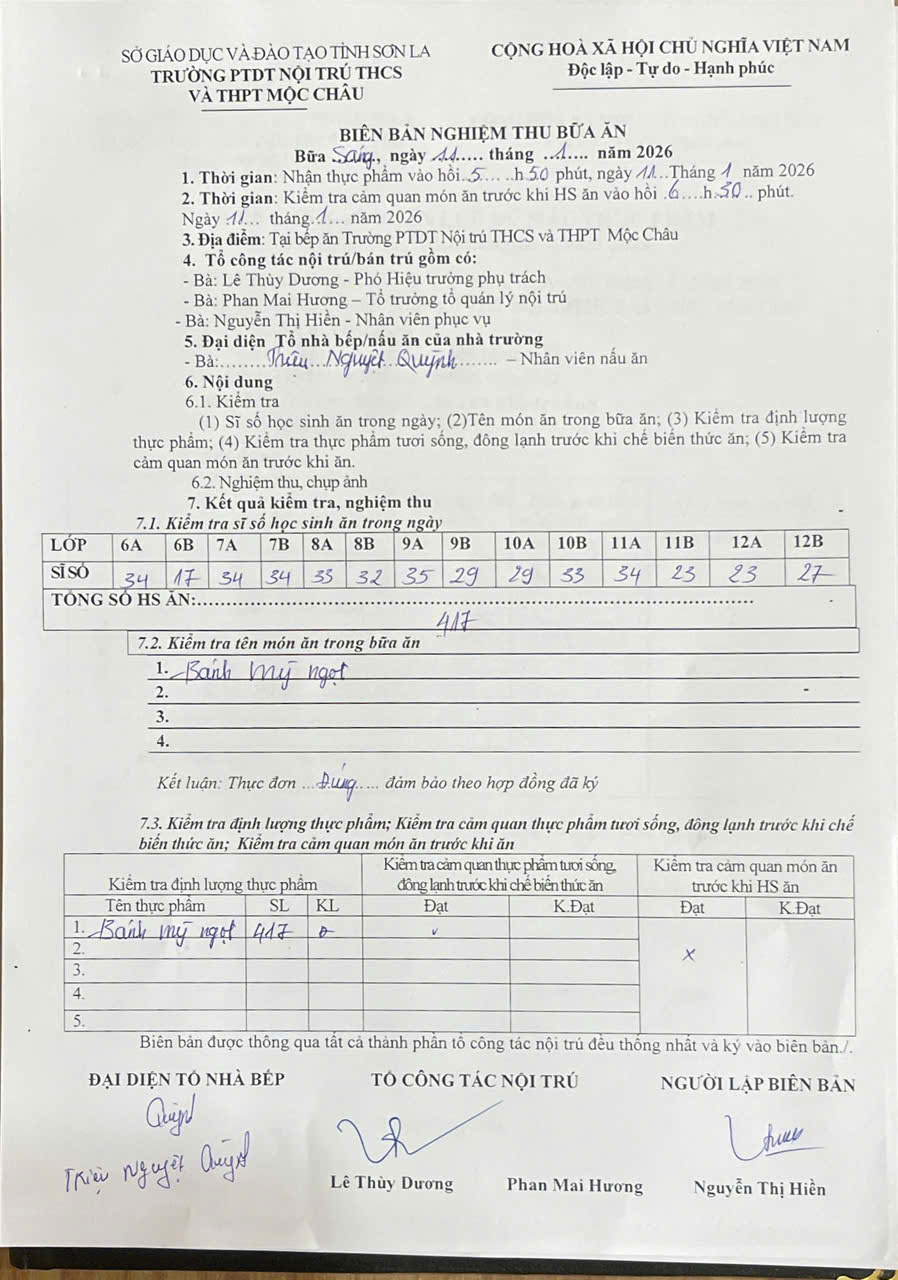 SỞ GIÁO DỤC VÀ ĐÀO TẠO TỈNH SƠN LA
TRƯỜNG PTDT NỘI TRÚ THCS
VÀ THPT MỘC CHÂU
CỘNG HOÀ XÃ HỘI CHỦ NGHĨA VIỆT NAM
Độc lập - Tự do - Hạnh phúc
BIÊN BẢN NGHIỆM THU BỮA ĂN
Bữa Sáng, ngày 11..... tháng ...1.... năm 2026
1. Thời gian: Nhận thực phẩm vào hồi.5.....h50 phút, ngày 11...Tháng 1 năm 2026
2. Thời gian: Kiểm tra cảm quan món ăn trước khi HS ăn vào hồi .6....h.30.. phút.
Ngày 11... tháng.1... năm 2026
3. Địa điểm: Tại bếp ăn Trường PTDT Nội trú THCS và THPT Mộc Châu
4. Tổ công tác nội trú/bán trú gồm có:
- Bà: Lê Thùy Dương - Phó Hiệu trưởng phụ trách
- Bà: Phan Mai Hương – Tổ trưởng tổ quản lý nội trú
- Bà: Nguyễn Thị Hiền - Nhân viên phục vụ
5. Đại diện Tổ nhà bếp/nấu ăn của nhà trường
- Bà:........Triệu...Nguyệt..Quỳnh........ – Nhân viên nấu ăn
6. Nội dung
6.1. Kiểm tra
(1) Sĩ số học sinh ăn trong ngày; (2)Tên món ăn trong bữa ăn; (3) Kiểm tra định lượng
thực phẩm; (4) Kiểm tra thực phẩm tươi sống, đông lạnh trước khi chế biến thức ăn; (5) Kiểm tra
cảm quan món ăn trước khi ăn.
6.2. Nghiệm thu, chụp ảnh
7. Kết quả kiểm tra, nghiệm thu
7.1. Kiểm tra sĩ số học sinh ăn trong ngày
LỚP 6A 6B 7A 7B 8A 8B 9A 9B 10A 10B 11A 11B 12A 12B
SĨ SỐ 34 17 34 34 33 32 35 29 29 33 34 23 23 27
TỔNG SỐ HS ĂN:..........417..........
7.2. Kiểm tra tên món ăn trong bữa ăn
1. Bánh mỹ ngọt
2.
3.
4.
Kết luận: Thực đơn ...Đúng..... đảm bảo theo hợp đồng đã ký
7.3. Kiểm tra định lượng thực phẩm; Kiểm tra cảm quan thực phẩm tươi sống, đông lạnh trước khi chế
biến thức ăn; Kiểm tra cảm quan món ăn trước khi ăn
Kiểm tra định lượng thực phẩm
Kiểm tra cảm quan thực phẩm tươi sống,
đông lạnh trước khi chế biến thức ăn
Kiểm tra cảm quan món ăn
trước khi HS ăn
Tên thực phẩm SL KL Đạt K.Đạt Đạt K.Đạt
1. Bánh mỹ ngọt 417 0 v
2. x
3.
4.
5.
Biên bản được thông qua tất cả thành phần tổ công tác nội trú đều thống nhất và ký vào biên bản./.
ĐẠI DIỆN TỔ NHÀ BẾP TỔ CÔNG TÁC NỘI TRÚ NGƯỜI LẬP BIÊN BẢN
Quỳnh
Triệu Nguyệt Quỳnh
Lê Thùy Dương Phan Mai Hương Nguyễn Thị Hiền